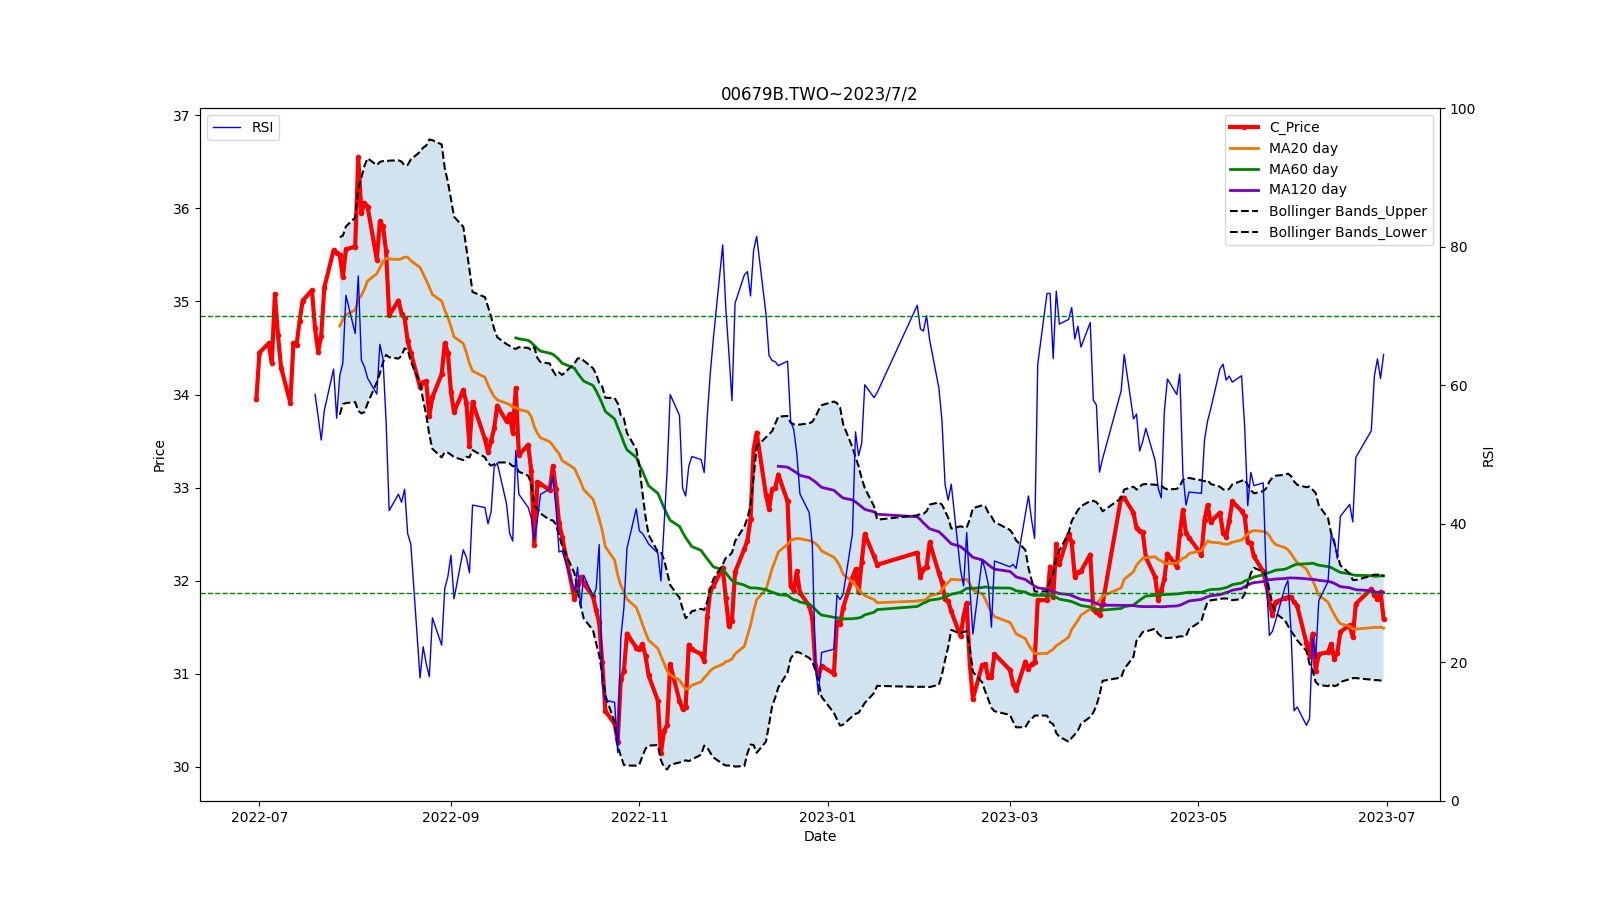 00679B.TWO~2023/7/2
RSI
C_Price
MA20 day
MA60 day
MA120 day
Bollinger Bands_Upper
Bollinger Bands_Lower
37
36
35
34
33
32
31
30
Price
100
80
60
40
20
0
RSI
2022-07
2022-09
2022-11
2023-01
2023-03
2023-05
2023-07
Date